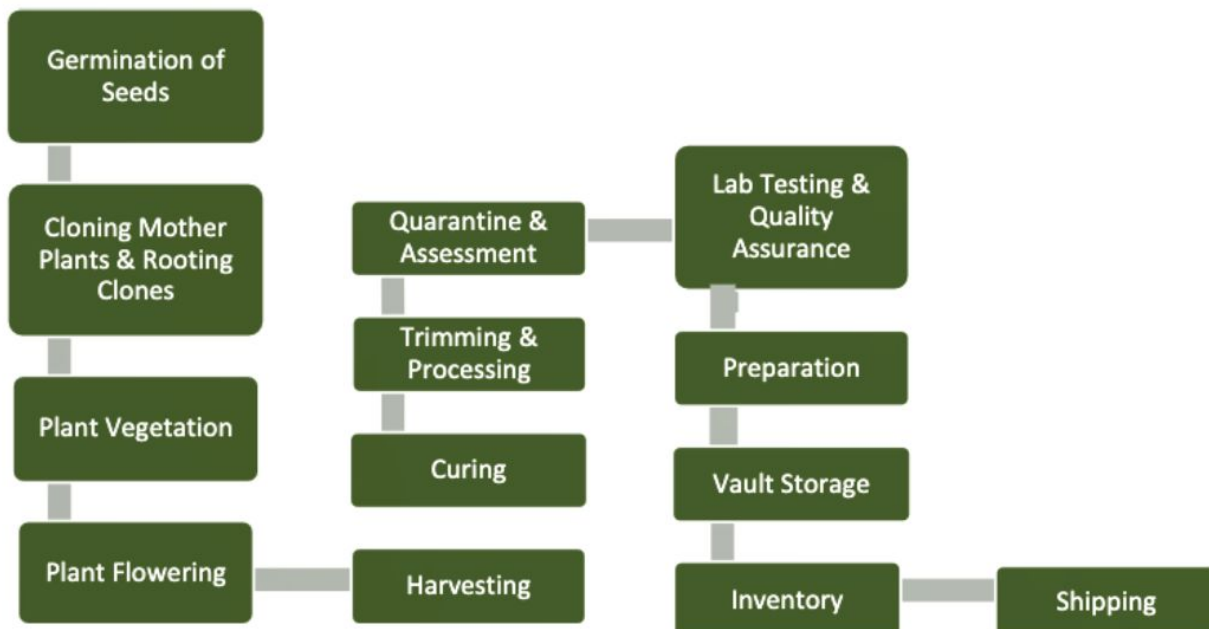 Germination of
Seeds
Cloning Mother
Plants & Rooting
Clones
Plant Vegetation
Plant Flowering
Harvesting
Curing
Trimming &
Processing
Quarantine &
Assessment
Lab Testing &
Quality
Assurance
Preparation
Vault Storage
Inventory
Shipping